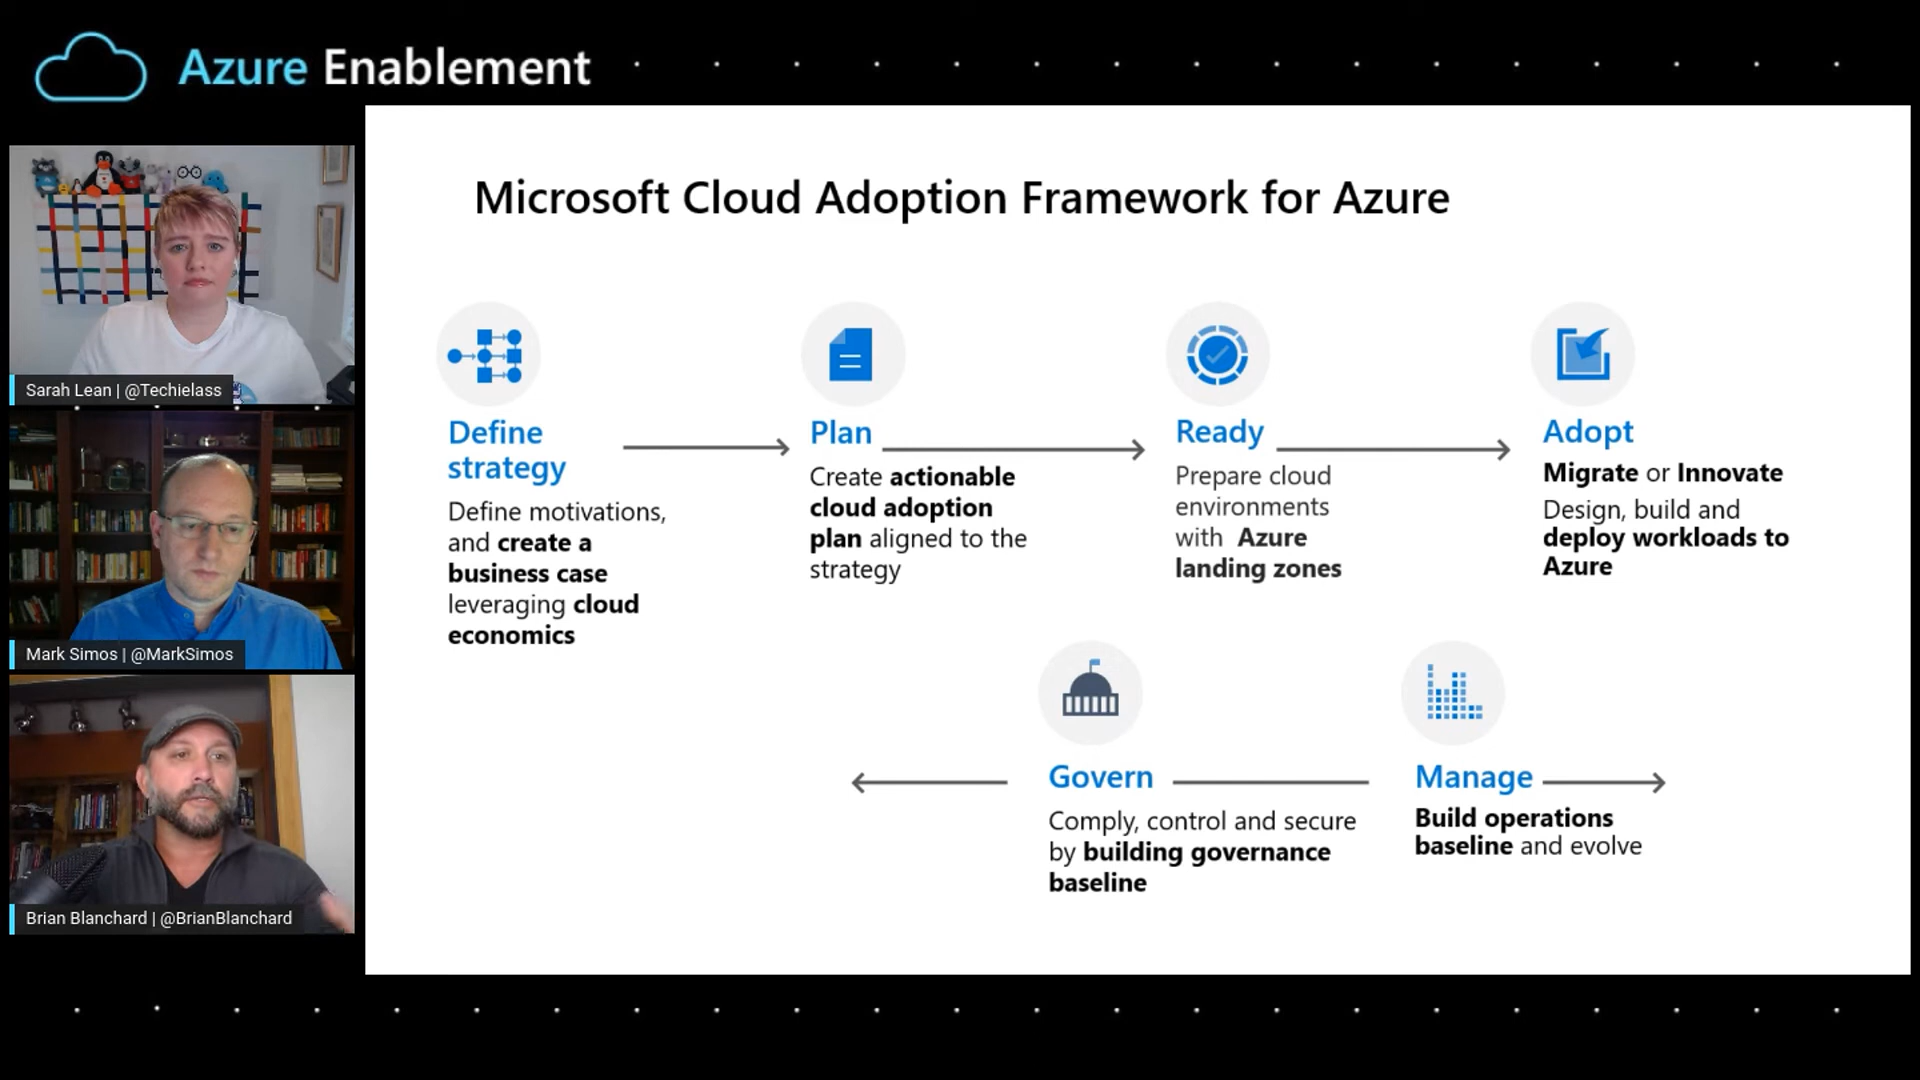 Azure Enablement
Sarah Lean | @Techielass
Mark Simos | @MarkSimos
Brian Blanchard | @BrianBlanchard
Microsoft Cloud Adoption Framework for Azure
Define
strategy
Define motivations,
and create a
business case
leveraging cloud
economics
Plan
Create actionable
cloud adoption
plan aligned to the
strategy
Ready
Prepare cloud
environments
with Azure
landing zones
Adopt
Migrate or Innovate
Design, build and
deploy workloads to
Azure
Govern
Comply, control and secure
by building governance
baseline
Manage
Build operations
baseline and evolve